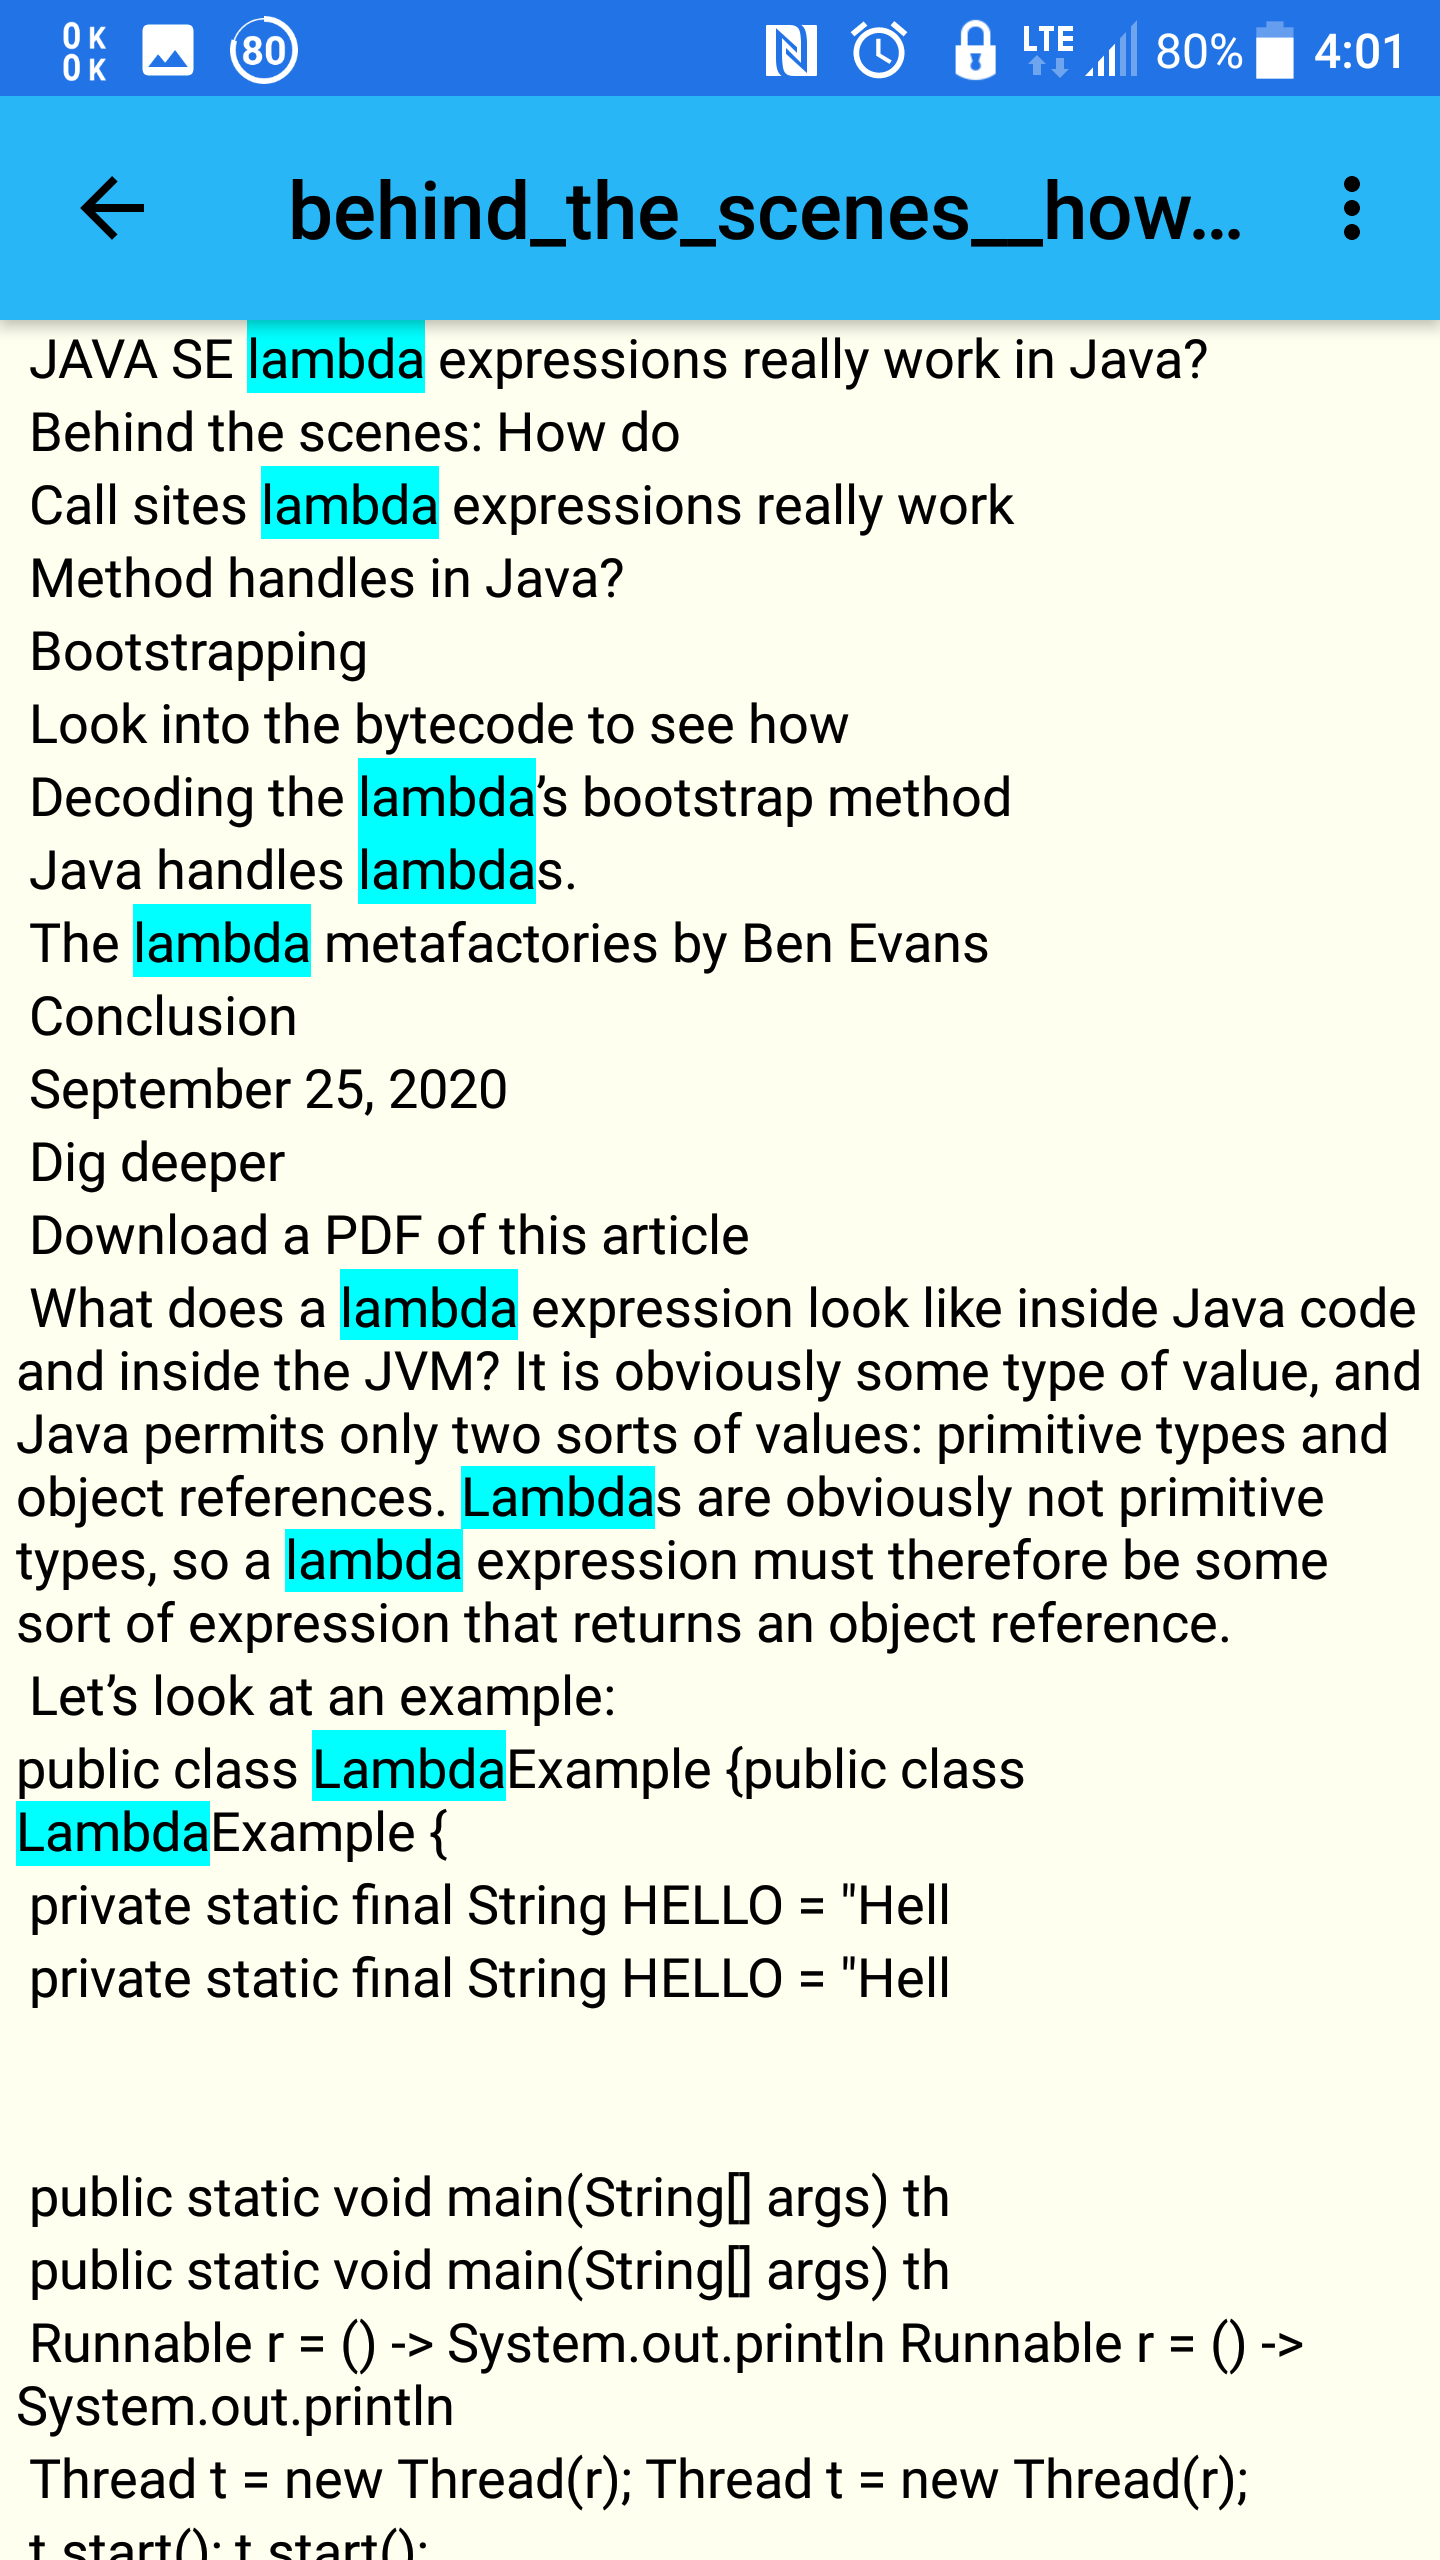 0 K
0 K
80
LTE
80%
4:01
behind_the_scenes__how...
JAVA SE lambda expressions really work in Java?
Behind the scenes: How do
Call sites lambda expressions really work
Method handles in Java?
Bootstrapping
Look into the bytecode to see how
Decoding the lambda’s bootstrap method
Java handles lambdas.
The lambda metafactories by Ben Evans
Conclusion
September 25, 2020
Dig deeper
Download a PDF of this article
What does a lambda expression look like inside Java code
and inside the JVM? It is obviously some type of value, and
Java permits only two sorts of values: primitive types and
object references. Lambdas are obviously not primitive
types, so a lambda expression must therefore be some
sort of expression that returns an object reference.
Let’s look at an example:
public class LambdaExample {public class
LambdaExample {
private static final String HELLO = "Hell
private static final String HELLO = "Hell
public static void main(String[] args) th
public static void main(String[] args) th
Runnable r = () -> System.out.println Runnable r = () ->
System.out.println
Thread t = new Thread(r); Thread t = new Thread(r);
t.start(); t.start();